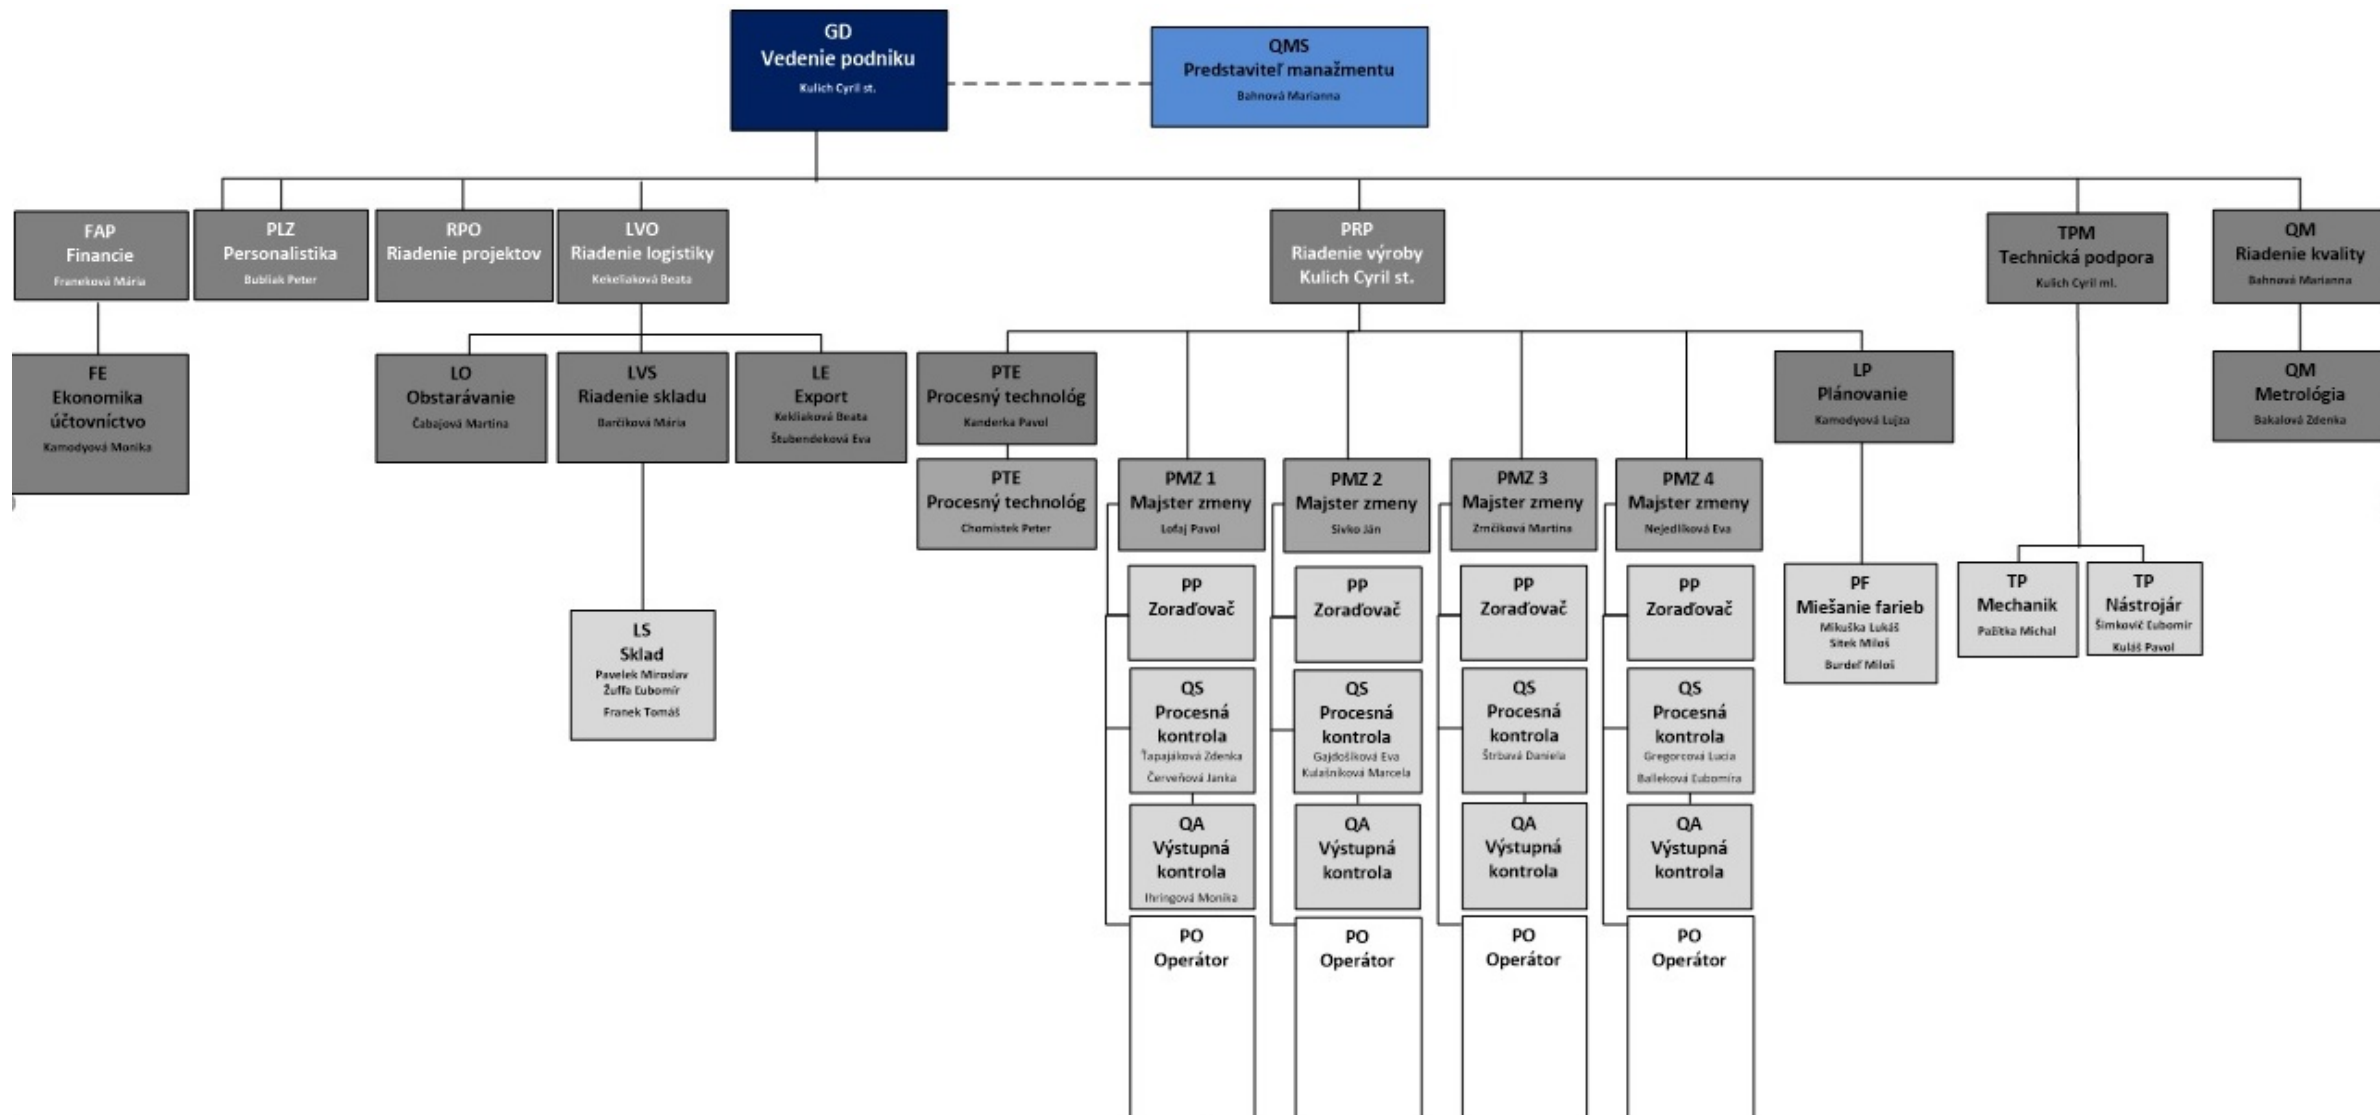 GD
Vedenie podniku
Kulich Cyril st.
QMS
Predstaviteľ manažmentu
Bahnová Marianna
FAP
Financie
Franeková Mária
PLZ
Personalistika
Bubliak Peter
RPO
Riadenie projektov
LVO
Riadenie logistiky
Kekeliaková Beata
PRP
Riadenie výroby
Kulich Cyril st.
TPM
Technická podpora
Kulich Cyril ml.
QM
Riadenie kvality
Bahnová Marianna
FE
Ekonomika
účtovníctvo
Kamodyová Monika
LO
Obstarávanie
Čabajová Martina
LVS
Riadenie skladu
Barčíková Mária
LE
Export
Kekliaková Beata
Štubendeková Eva
PTE
Procesný technológ
Kanderka Pavol
LP
Plánovanie
Kamodyová Lujza
QM
Metrológia
Bakalová Zdenka
PTE
Procesný technológ
Chomistek Peter
PMZ 1
Majster zmeny
Lofaj Pavol
PMZ 2
Majster zmeny
Sivko Ján
PMZ 3
Majster zmeny
Zrnčíková Martina
PMZ 4
Majster zmeny
Nejedlíková Eva
PP
Zoraďovač
PP
Zoraďovač
PP
Zoraďovač
PP
Zoraďovač
PF
Miešanie farieb
Mikuška Lukáš
Sitek Miloš
Burdeľ Miloš
TP
Mechanik
Pažitka Michal
TP
Nástrojár
Šimkovič Ľubomír
Kuláš Pavol
LS
Sklad
Pavelek Miroslav
Žuffa Ľubomír
Franek Tomáš
QS
Procesná
kontrola
Ťapajáková Zdenka
Červeňová Janka
QS
Procesná
kontrola
Gajdošíková Eva
Kulašníková Marcela
QS
Procesná
kontrola
Štrbavá Daniela
QS
Procesná
kontrola
Gregorcová Lucia
Balleková Ľubomíra
QA
Výstupná
kontrola
Ihringová Monika
QA
Výstupná
kontrola
QA
Výstupná
kontrola
QA
Výstupná
kontrola
PO
Operátor
PO
Operátor
PO
Operátor
PO
Operátor